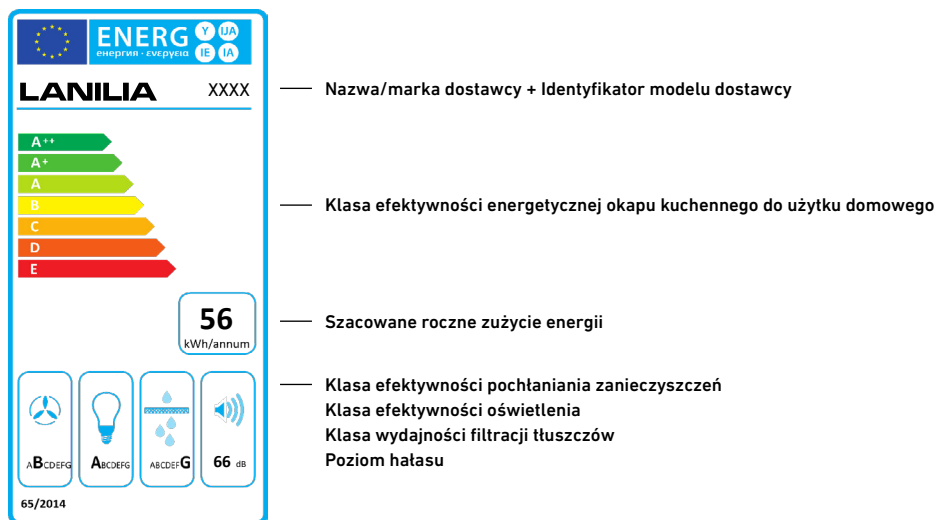 ENERG Y IJA
енергия · ενεργεια IE IA
LANILIA XXXX
Nazwa/marka dostawcy + Identyfikator modelu dostawcy
A++
A+
A
B
C
D
E
Klasa efektywności energetycznej okapu kuchennego do użytku domowego
56
kWh/annum
Szacowane roczne zużycie energii
Klasa efektywności pochłaniania zanieczyszczeń
Klasa efektywności oświetlenia
Klasa wydajności filtracji tłuszczów
Poziom hałasu
ABCDEFG ABCDEFG ABCDEFG 66 dB
65/2014